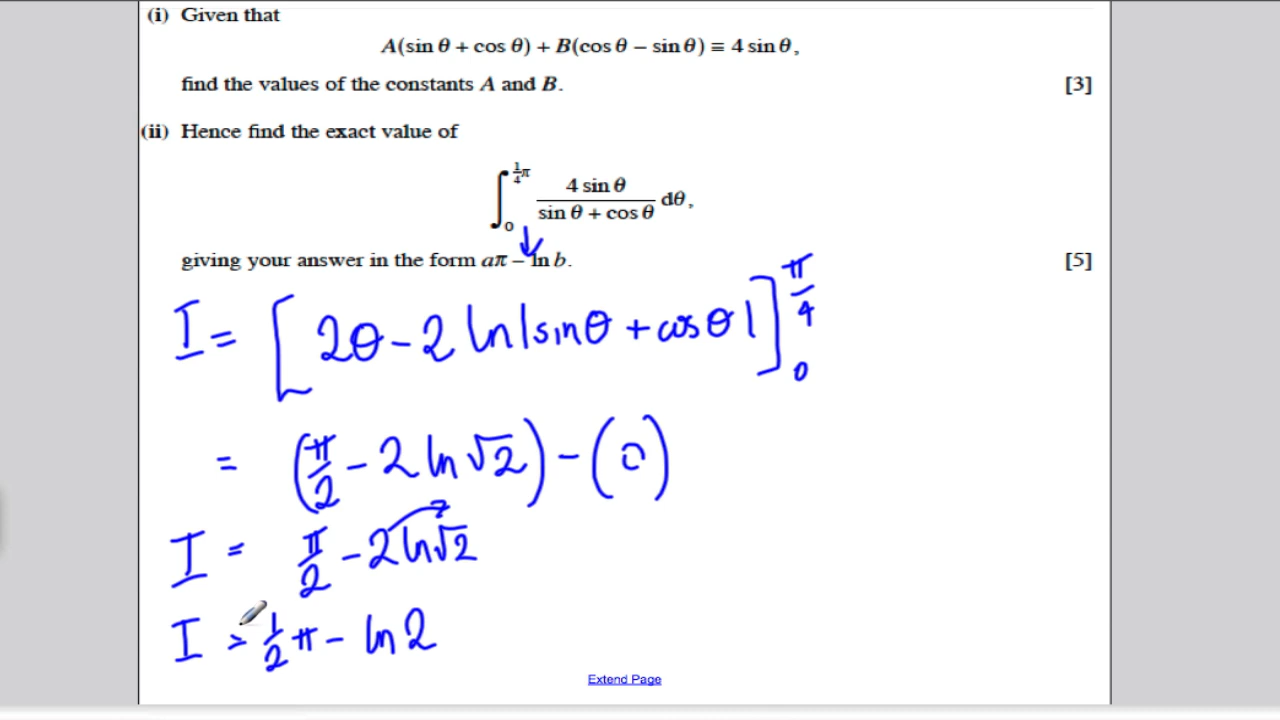 (i) Given that
A(sin θ + cos θ) + B(cos θ − sin θ) ≡ 4 sin θ,
find the values of the constants A and B. [3]
(ii) Hence find the exact value of
∫₀^{¼π} (4 sin θ)/(sin θ + cos θ) dθ,
giving your answer in the form aπ − ln b. [5]
I = [2θ − 2 ln|sinθ + cosθ|]₀^{π/4}
= (π/2 − 2 ln √2) − (0)
I = π/2 − 2 ln √2
I = ½π − ln 2
Extend Page